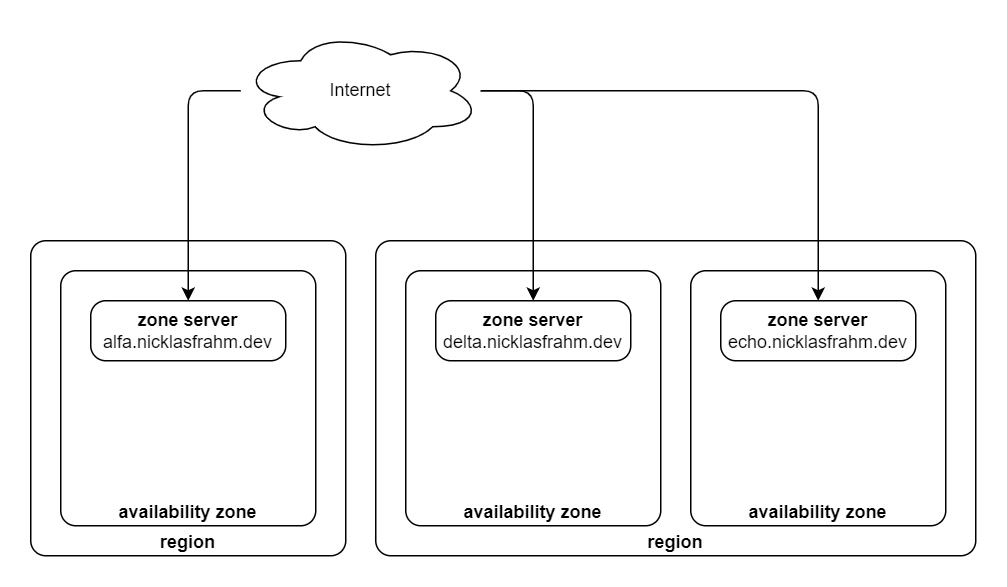 Internet
zone server
alfa.nicklasfrahm.dev
zone server
delta.nicklasfrahm.dev
zone server
echo.nicklasfrahm.dev
availability zone
availability zone
availability zone
region
region